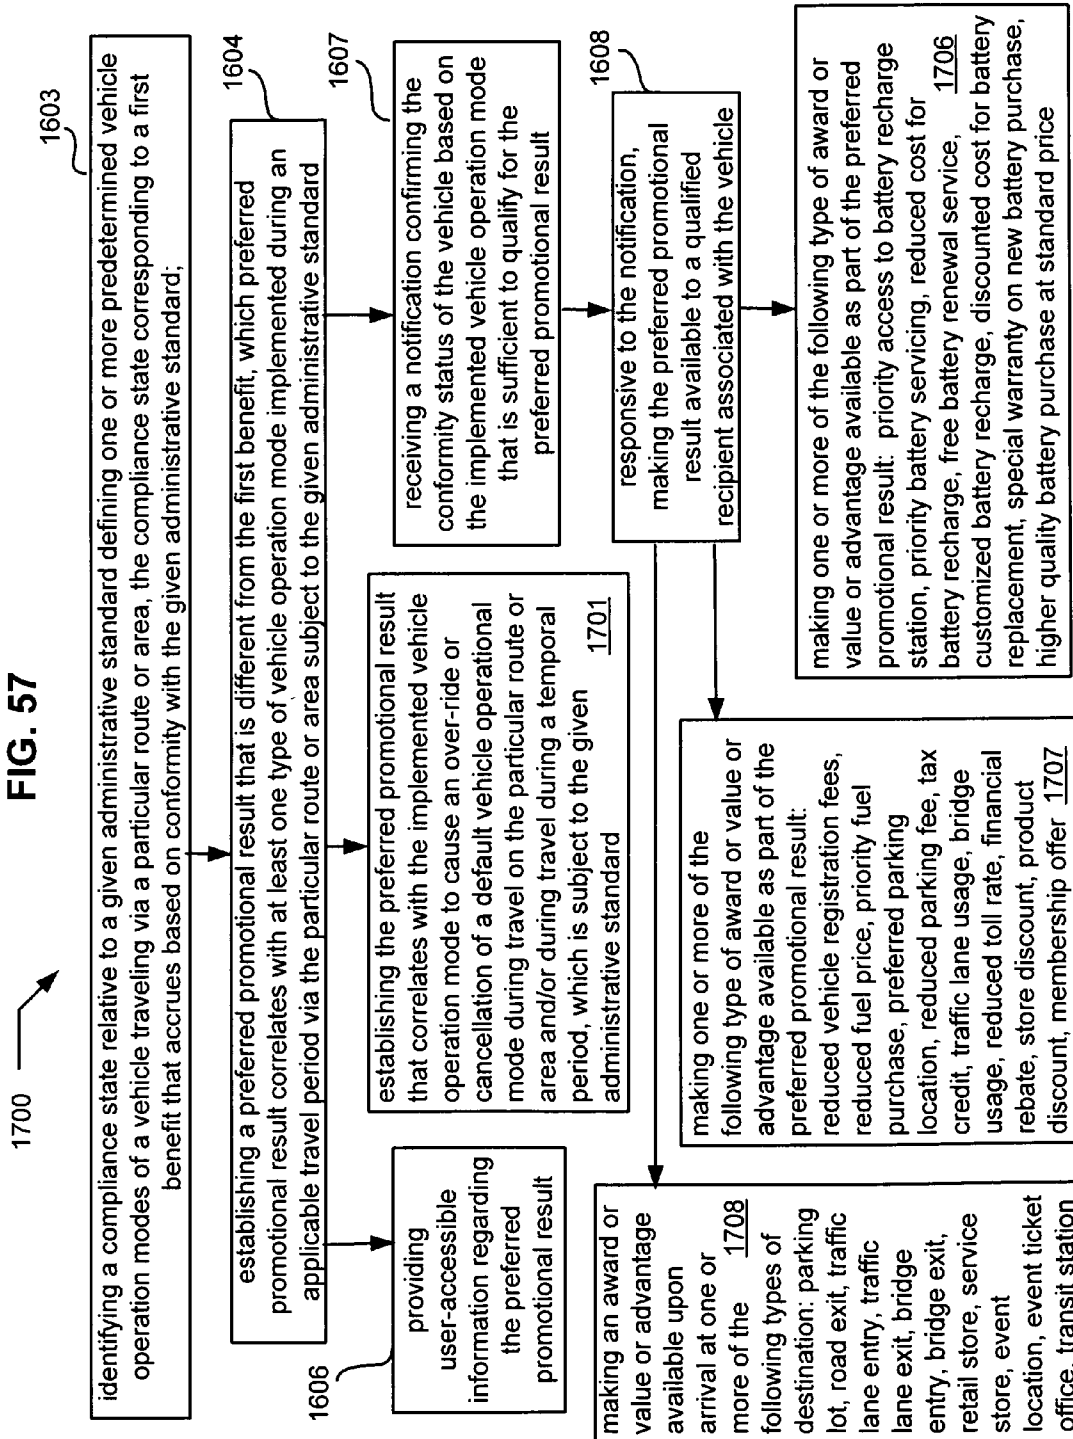 FIG. 57
1700
1603
identifying a compliance state relative to a given administrative standard defining one or more predetermined vehicle
operation modes of a vehicle traveling via a particular route or area, the compliance state corresponding to a first
benefit that accrues based on conformity with the given administrative standard;
1604
establishing a preferred promotional result that is different from the first benefit, which preferred
promotional result correlates with at least one type of vehicle operation mode implemented during an
applicable travel period via the particular route or area subject to the given administrative standard
1606
providing
user-accessible
information regarding
the preferred
promotional result
establishing the preferred promotional result
that correlates with the implemented vehicle
operation mode to cause an over-ride or
cancellation of a default vehicle operational
mode during travel on the particular route or
area and/or during travel during a temporal
period, which is subject to the given
administrative standard 1701
1607
receiving a notification confirming the
conformity status of the vehicle based on
the implemented vehicle operation mode
that is sufficient to qualify for the
preferred promotional result
1608
responsive to the notification,
making the preferred promotional
result available to a qualified
recipient associated with the vehicle
making an award or
value or advantage
available upon
arrival at one or
more of the 1708
following types of
destination: parking
lot, road exit, traffic
lane entry, traffic
lane exit, bridge
entry, bridge exit,
retail store, service
store, event
location, event ticket
office, transit station
making one or more of the
following type of award or value or
advantage available as part of the
preferred promotional result:
reduced vehicle registration fees,
reduced fuel price, priority fuel
purchase, preferred parking
location, reduced parking fee, tax
credit, traffic lane usage, bridge
usage, reduced toll rate, financial
rebate, store discount, product
discount, membership offer 1707
making one or more of the following type of award or
value or advantage available as part of the preferred
promotional result: priority access to battery recharge
station, priority battery servicing, reduced cost for
battery recharge, free battery renewal service, 1706
customized battery recharge, discounted cost for battery
replacement, special warranty on new battery purchase,
higher quality battery purchase at standard price